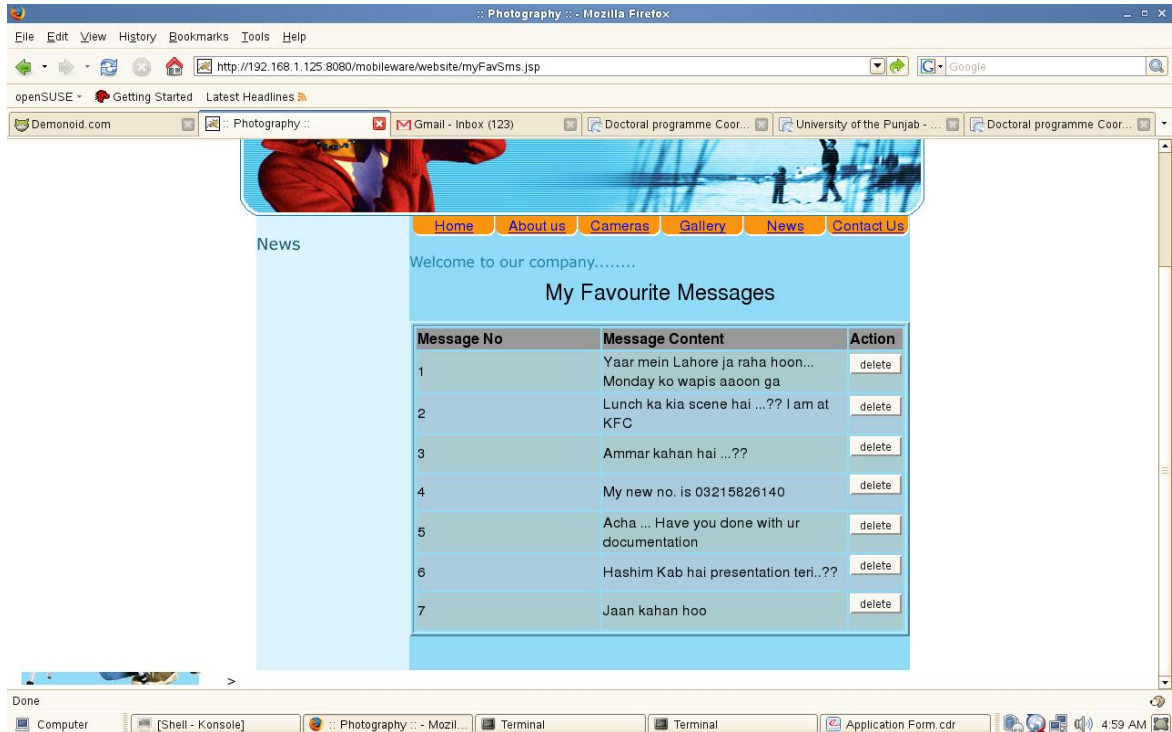 :: Photography :: - Mozilla Firefox
File Edit View History Bookmarks Tools Help
http://192.168.1.125:8080/mobileware/website/myFavSms.jsp
G Google
openSUSE Getting Started Latest Headlines
Demonoid.com :: Photography :: Gmail - Inbox (123) Doctoral programme Coor... University of the Punjab - ... Doctoral programme Coor...
Home About us Cameras Gallery News Contact Us
News
Welcome to our company........
My Favourite Messages
Message No Message Content Action
1 Yaar mein Lahore ja raha hoon... delete
Monday ko wapis aaoon ga
2 Lunch ka kia scene hai ...?? I am at delete
KFC
3 Ammar kahan hai ...?? delete
4 My new no. is 03215826140 delete
5 Acha ... Have you done with ur delete
documentation
6 Hashim Kab hai presentation teri..?? delete
7 Jaan kahan hoo delete
>
Done
Computer [Shell - Konsole] :: Photography :: - Mozil... Terminal Terminal Application Form.cdr 4:59 AM